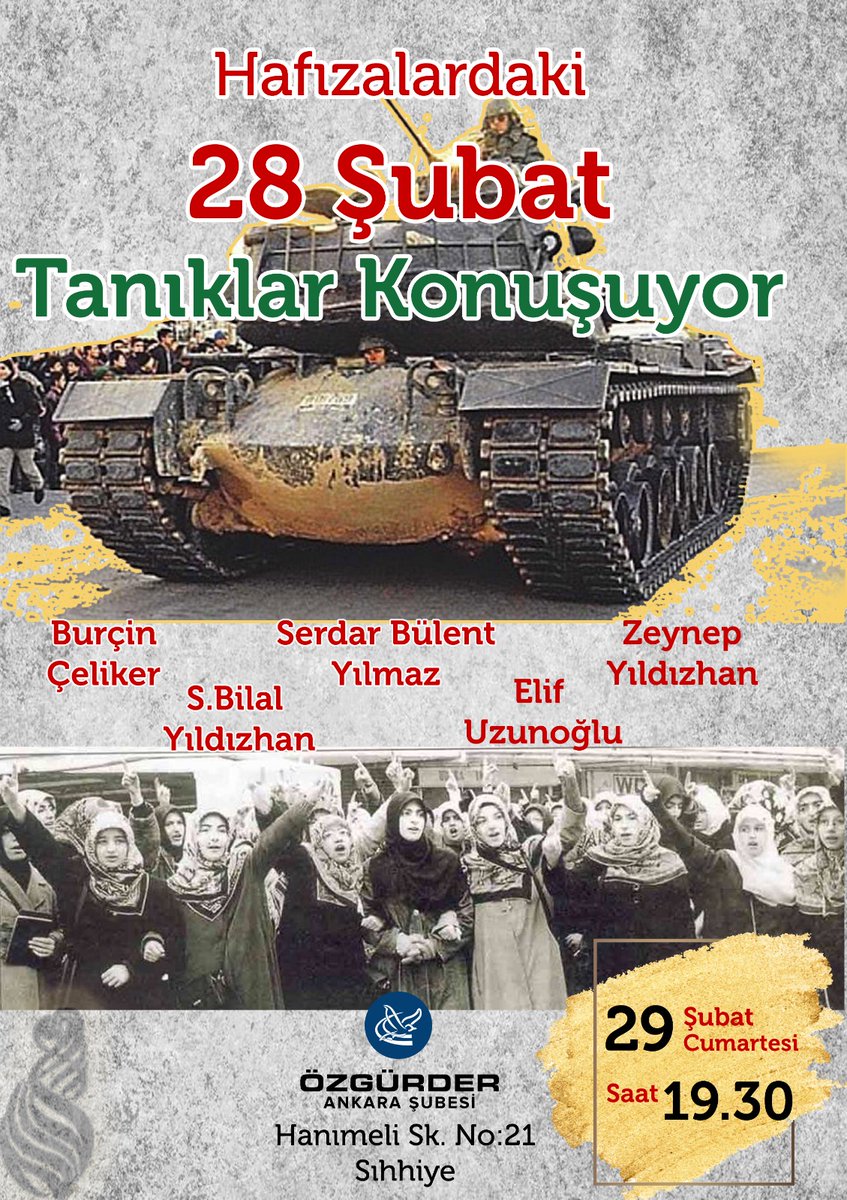 Hafızalardaki
28 Şubat
Tanıklar Konuşuyor
Burçin
Çeliker
S.Bilal
Yıldızhan
Serdar Bülent
Yılmaz
Elif
Uzunoğlu
Zeynep
Yıldızhan
29 Şubat
Cumartesi
Saat 19.30
ÖZGÜRDER
ANKARA ŞUBESİ
Hanımeli Sk. No:21
Sıhhiye